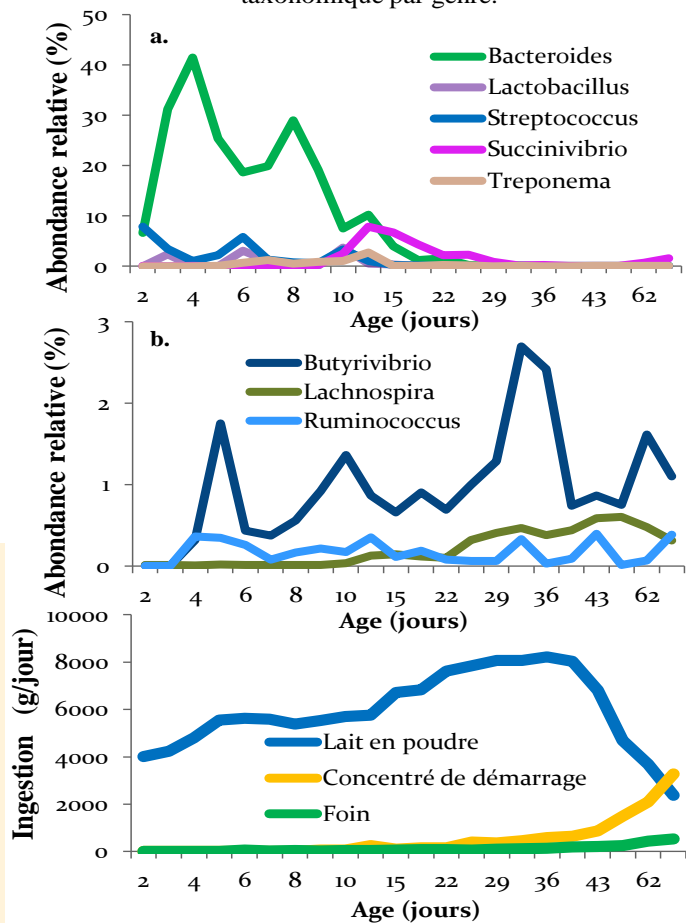 taxonomique par genre.
a.
Abondance relative (%)
50
40
30
20
10
0
Bacteroides
Lactobacillus
Streptococcus
Succinivibrio
Treponema
2 4 6 8 10 15 22 29 36 43 62
Age (jours)
b.
Abondance relative (%)
3
2
1
0
Butyrivibrio
Lachnospira
Ruminococcus
2 4 6 8 10 15 22 29 36 43 62
Age (jours)
Ingestion (g/jour)
10000
8000
6000
4000
2000
0
Lait en poudre
Concentré de démarrage
Foin
2 4 6 8 10 15 22 29 36 43 62
Age (jours)